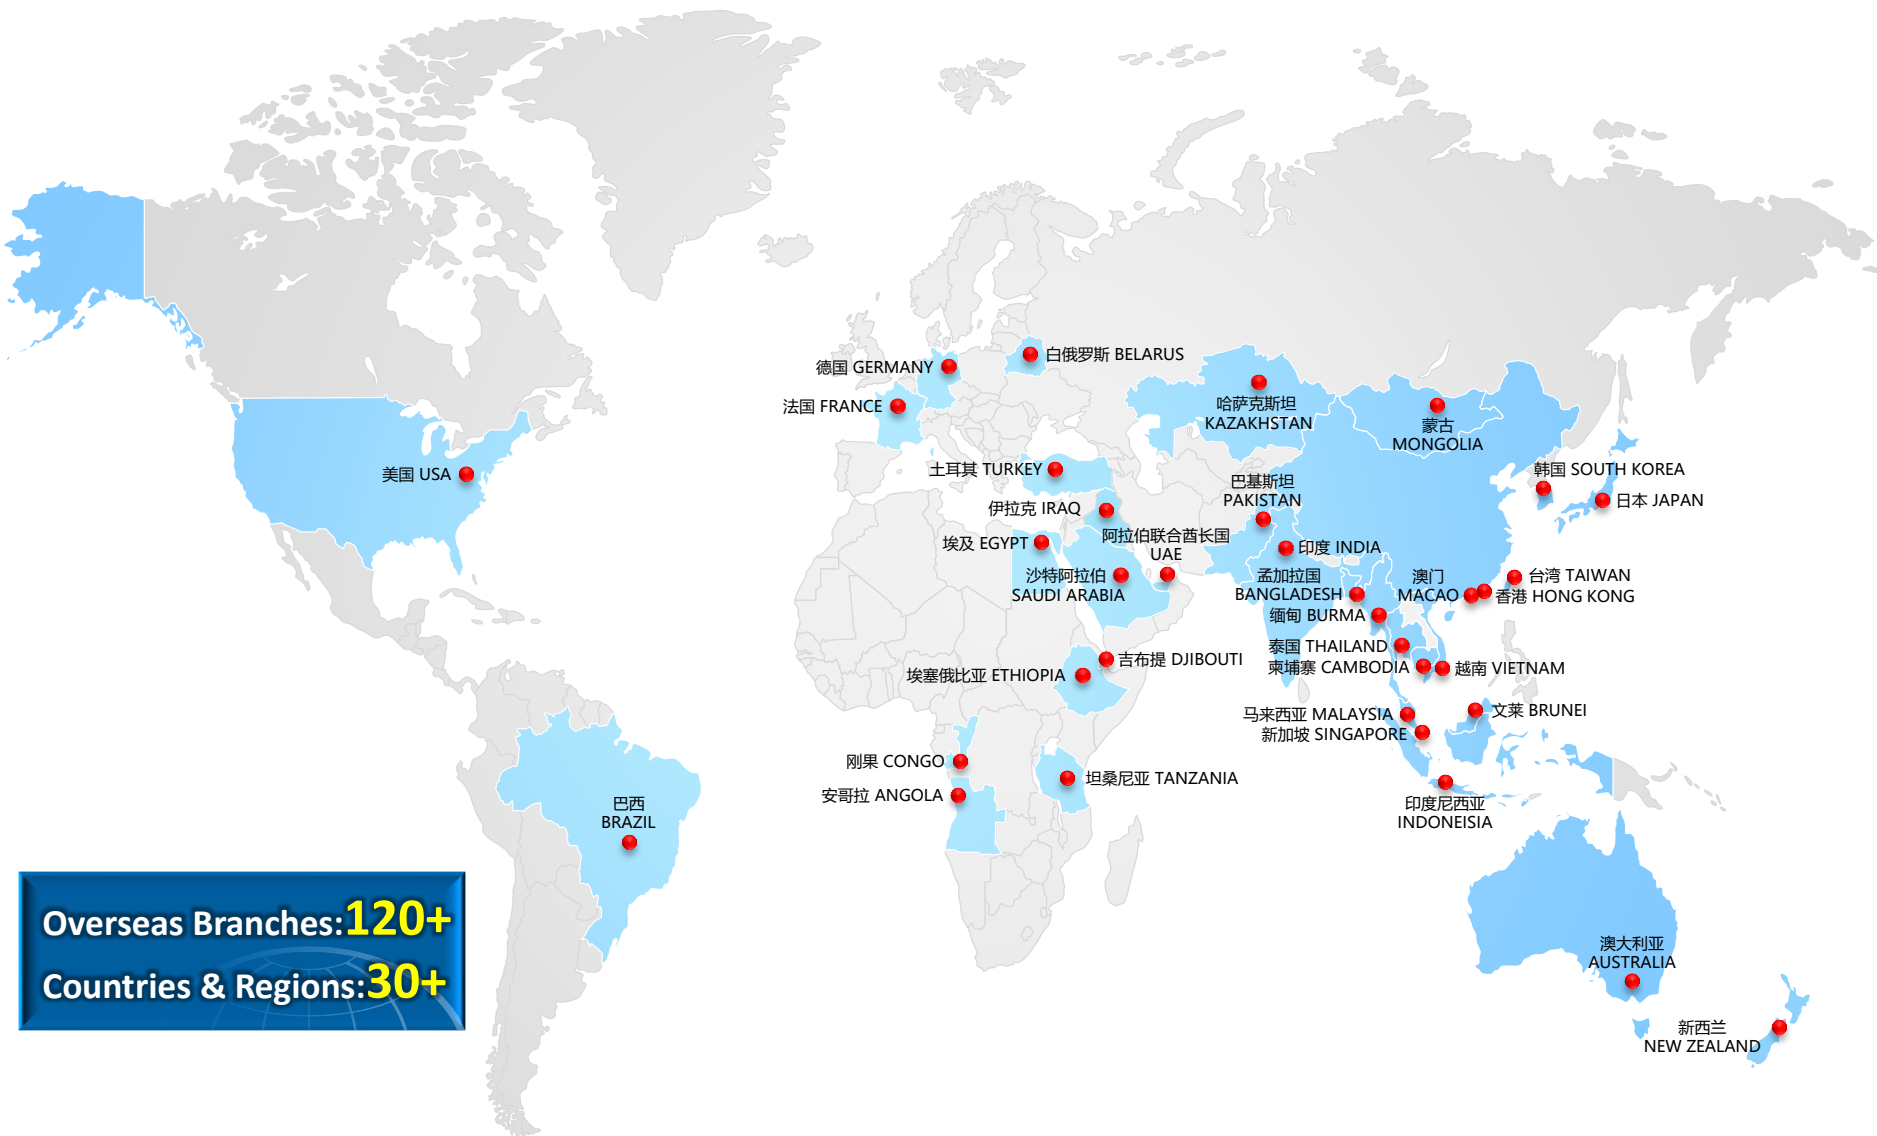 白俄罗斯 BELARUS
德国 GERMANY
法国 FRANCE
哈萨克斯坦
KAZAKHSTAN
蒙古
MONGOLIA
美国 USA
土耳其 TURKEY
巴基斯坦
PAKISTAN
韩国 SOUTH KOREA
日本 JAPAN
伊拉克 IRAQ
埃及 EGYPT
阿拉伯联合酋长国
UAE
印度 INDIA
沙特阿拉伯
SAUDI ARABIA
孟加拉国
BANGLADESH
澳门
MACAO
台湾 TAIWAN
香港 HONG KONG
缅甸 BURMA
泰国 THAILAND
柬埔寨 CAMBODIA
越南 VIETNAM
吉布提 DJIBOUTI
埃塞俄比亚 ETHIOPIA
马来西亚 MALAYSIA
新加坡 SINGAPORE
文莱 BRUNEI
刚果 CONGO
安哥拉 ANGOLA
坦桑尼亚 TANZANIA
印度尼西亚
INDONEISIA
巴西
BRAZIL
澳大利亚
AUSTRALIA
新西兰
NEW ZEALAND
Overseas Branches:120+
Countries & Regions:30+